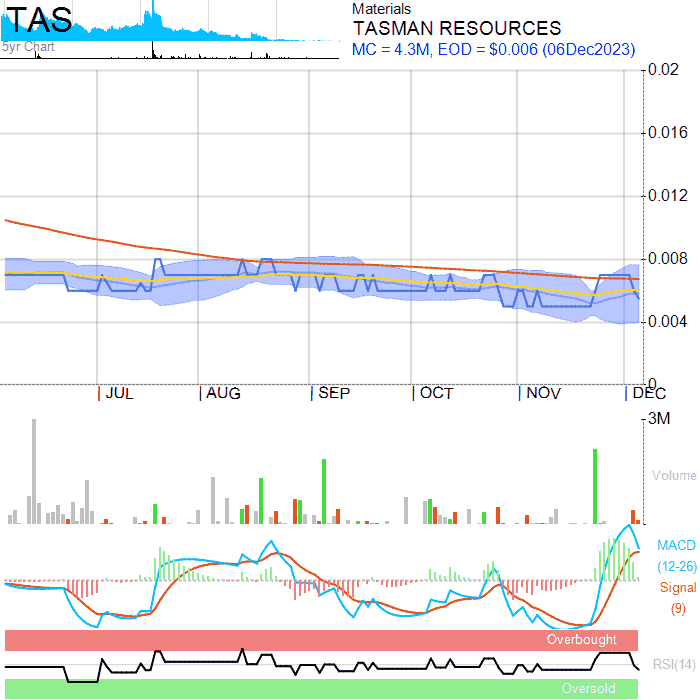 TAS
5yr Chart
Materials
TASMAN RESOURCES
MC = 4.3M, EOD = $0.006 (06Dec2023)
0.02
0.016
0.012
0.008
0.004
0
JUL
AUG
SEP
OCT
NOV
DEC
3M
Volume
MACD
(12-26)
Signal
(9)
Overbought
RSI(14)
Oversold